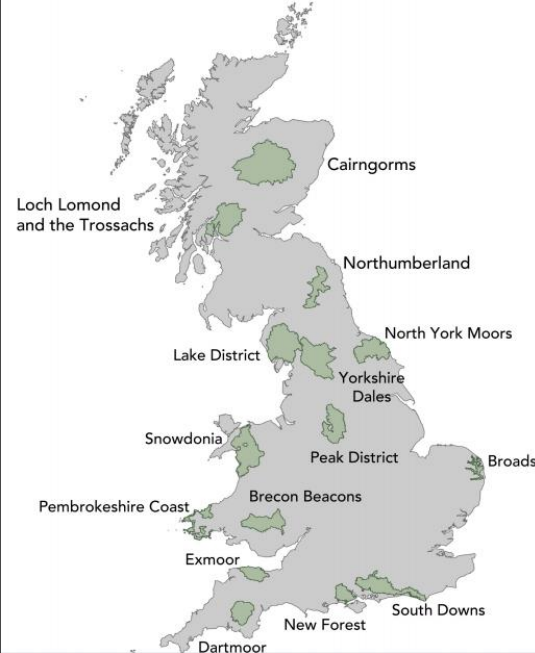 Cairngorms
Loch Lomond
and the Trossachs
Northumberland
North York Moors
Lake District
Yorkshire
Dales
Snowdonia
Peak District
Broads
Brecon Beacons
Pembrokeshire Coast
Exmoor
South Downs
New Forest
Dartmoor